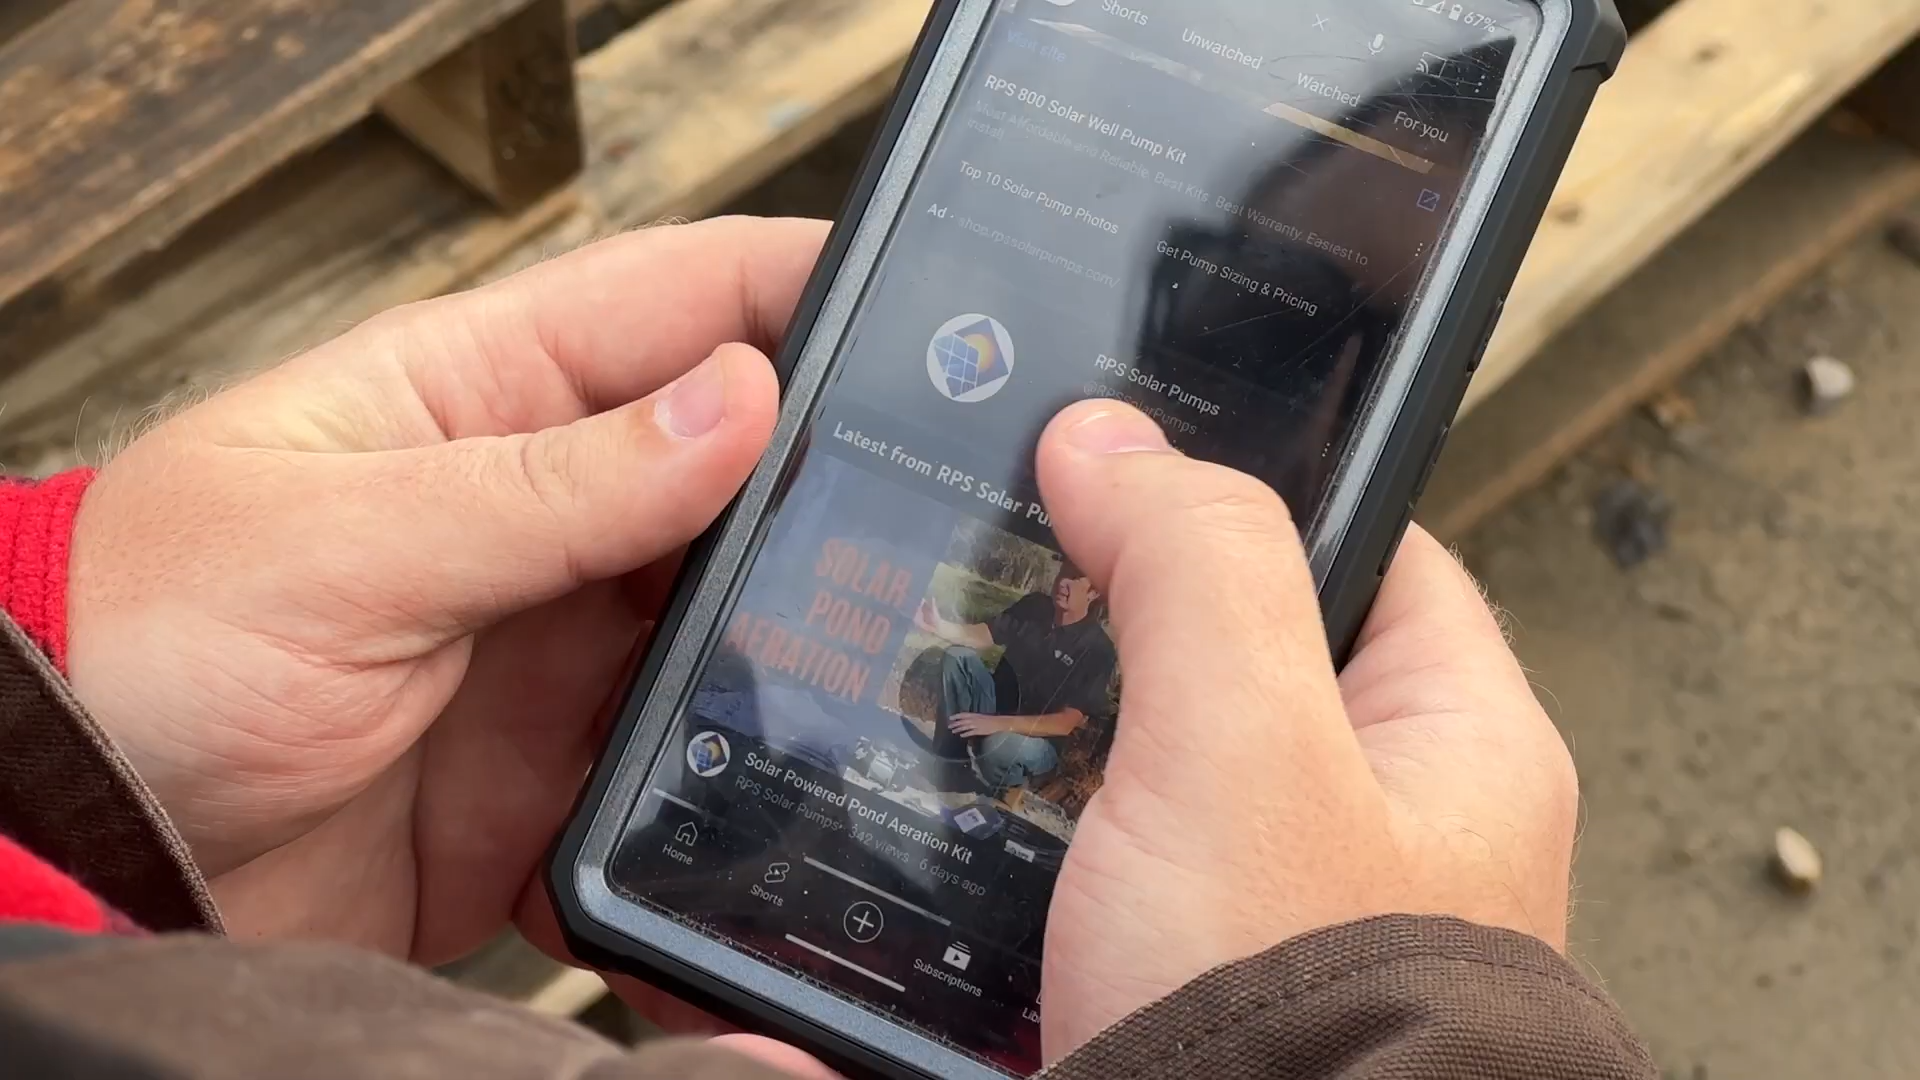 67%
Shorts
Unwatched
Watched
For you
Visit site
RPS 800 Solar Well Pump Kit
Most Affordable and Reliable. Best Kits. Best Warranty. Easiest to
install
Top 10 Solar Pump Photos
Get Pump Sizing & Pricing
Ad · shop.rpssolarpumps.com/
RPS Solar Pumps
@RPSSolarPumps
Latest from RPS Solar Pu
SOLAR
POND
AERATION
Solar Powered Pond Aeration Kit
RPS Solar Pumps · 342 views · 6 days ago
Home
Shorts
Subscriptions
Libr